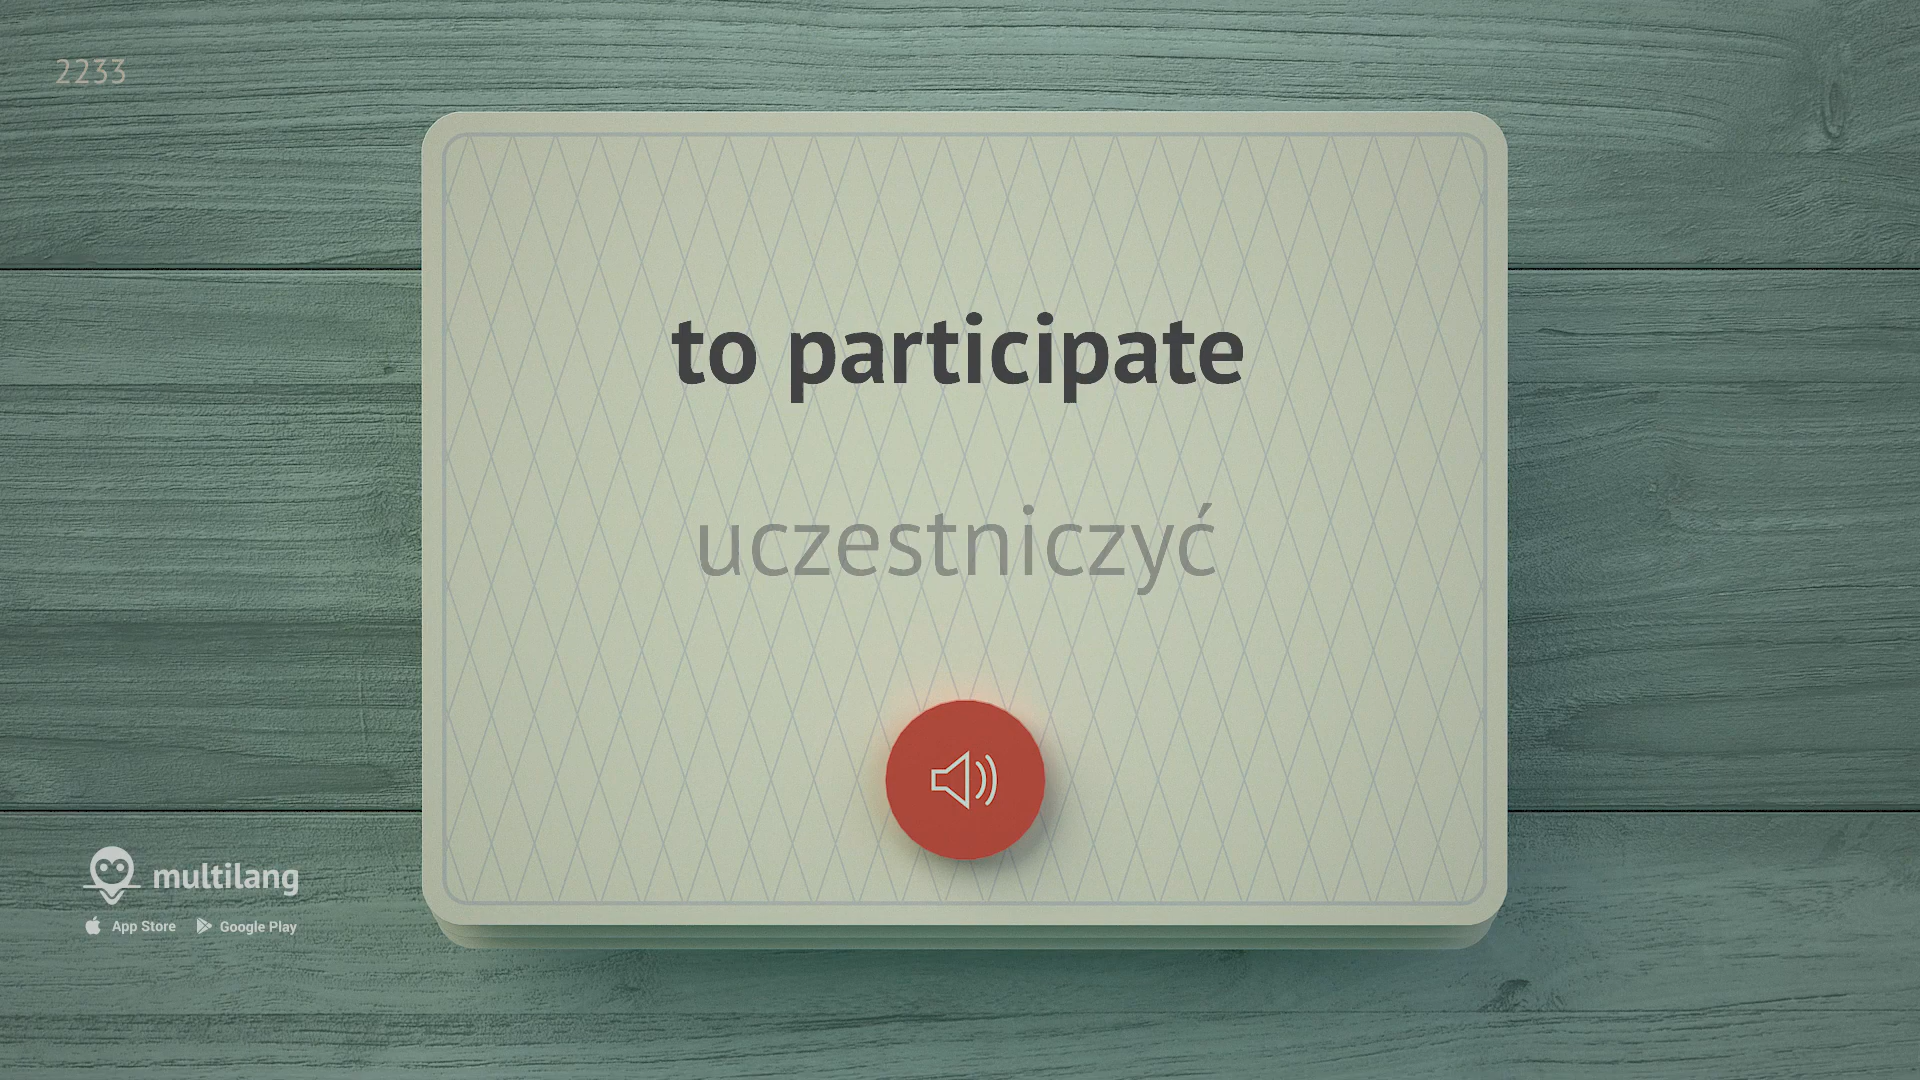 2233
to participate
uczestniczyć
multilang
App Store Google Play